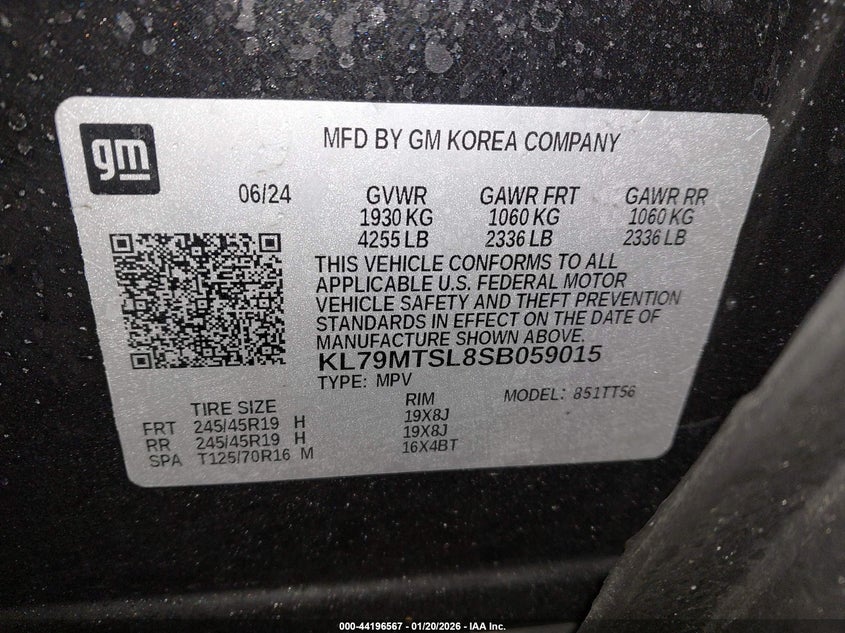 gm
MFD BY GM KOREA COMPANY
06/24 GVWR GAWR FRT GAWR RR
1930 KG 1060 KG 1060 KG
4255 LB 2336 LB 2336 LB
THIS VEHICLE CONFORMS TO ALL
APPLICABLE U.S. FEDERAL MOTOR
VEHICLE SAFETY AND THEFT PREVENTION
STANDARDS IN EFFECT ON THE DATE OF
MANUFACTURE SHOWN ABOVE.
KL79MTSL8SB059015
TYPE: MPV MODEL: 851TT56
TIRE SIZE RIM
FRT 245/45R19 H 19X8J
RR 245/45R19 H 19X8J
SPA T125/70R16 M 16X4BT
000-44196567 - 01/20/2026 - IAA Inc.